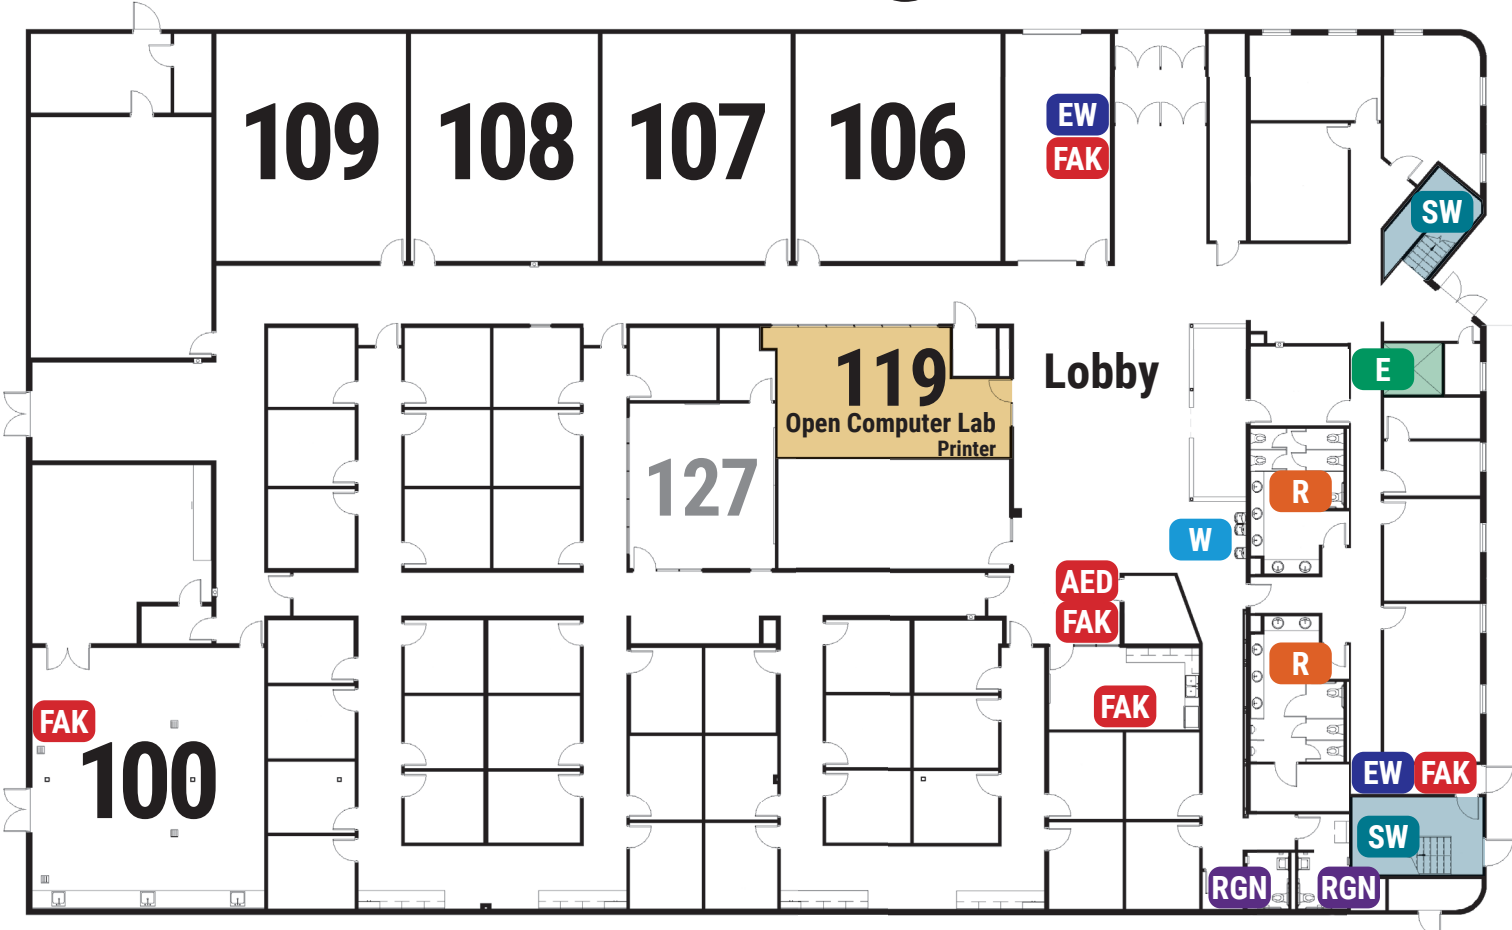 109
108
107
106
EW
FAK
SW
119
Open Computer Lab
Printer
Lobby
E
127
R
W
AED
FAK
R
FAK
FAK
100
EW
FAK
SW
RGN
RGN